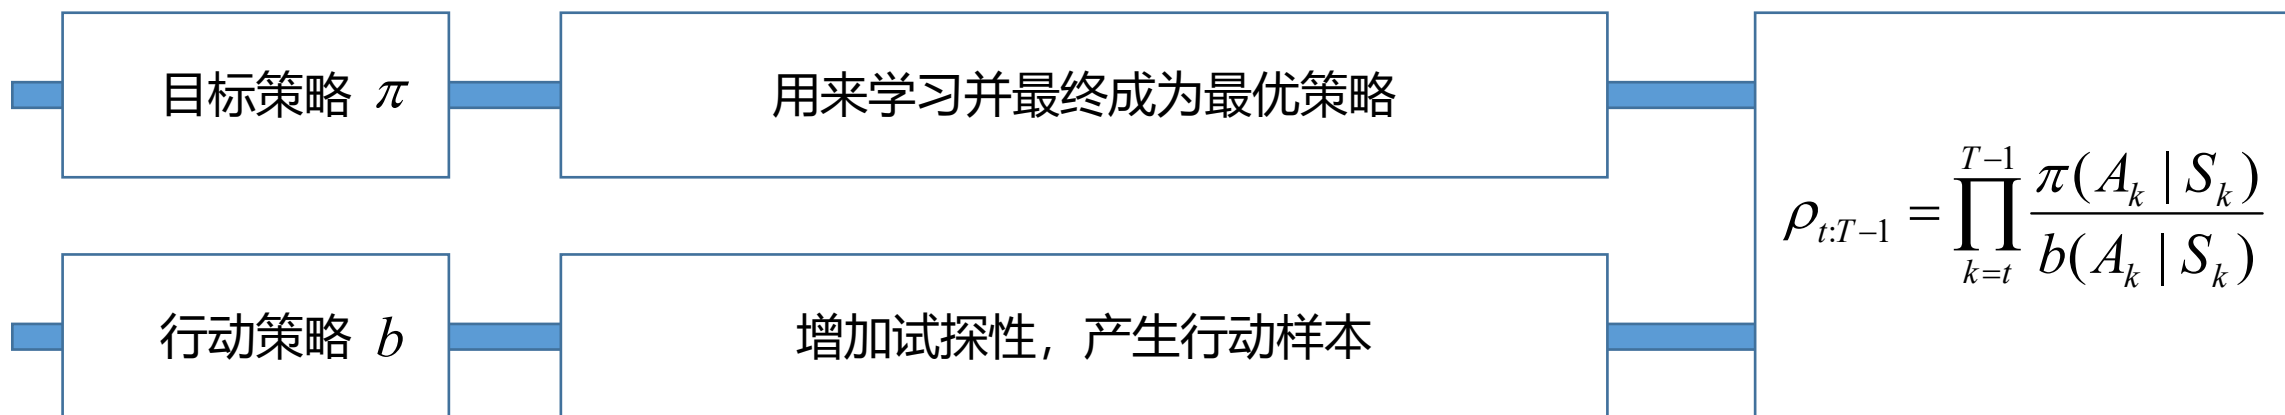 目标策略 π
用来学习并最终成为最优策略
行动策略 b
增加试探性，产生行动样本
ρ_{t:T−1} = ∏_{k=t}^{T−1} π(A_k | S_k) / b(A_k | S_k)